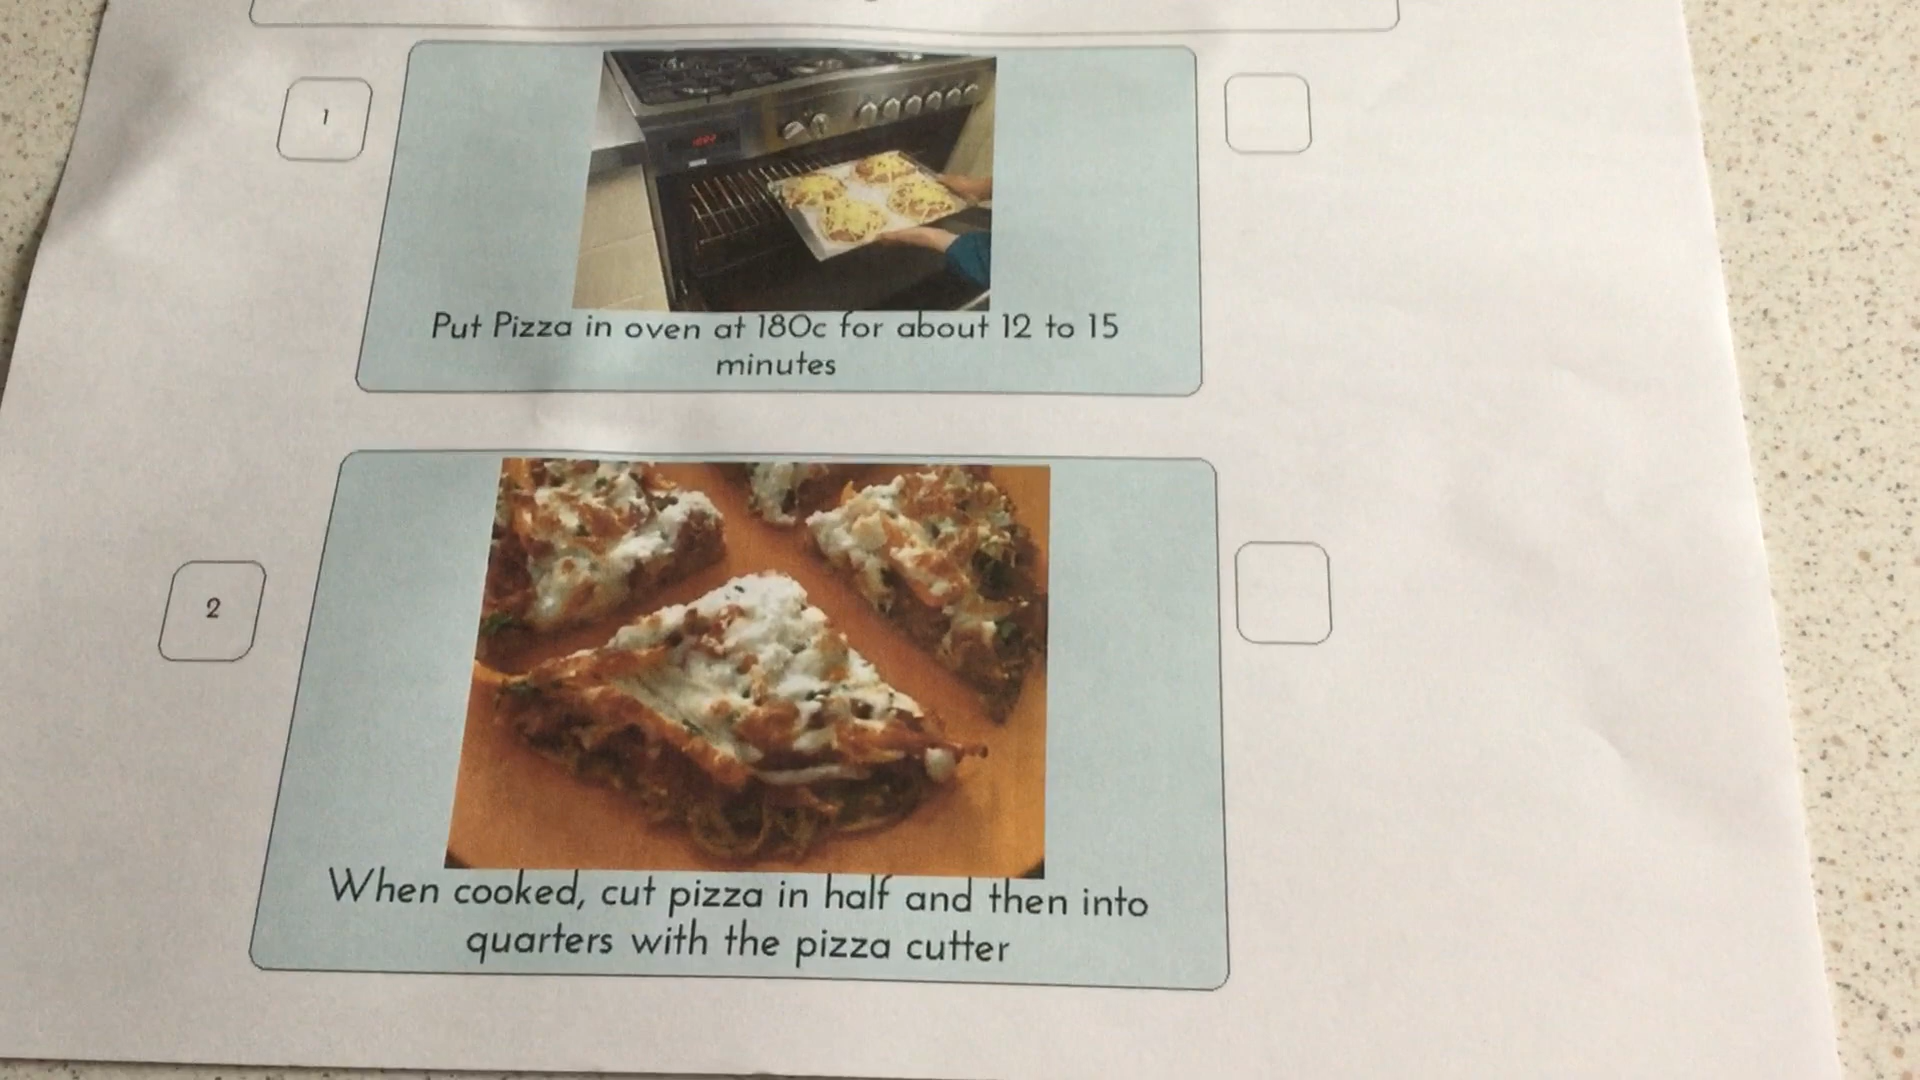 1
Put Pizza in oven at 180c for about 12 to 15
minutes
2
When cooked, cut pizza in half and then into
quarters with the pizza cutter